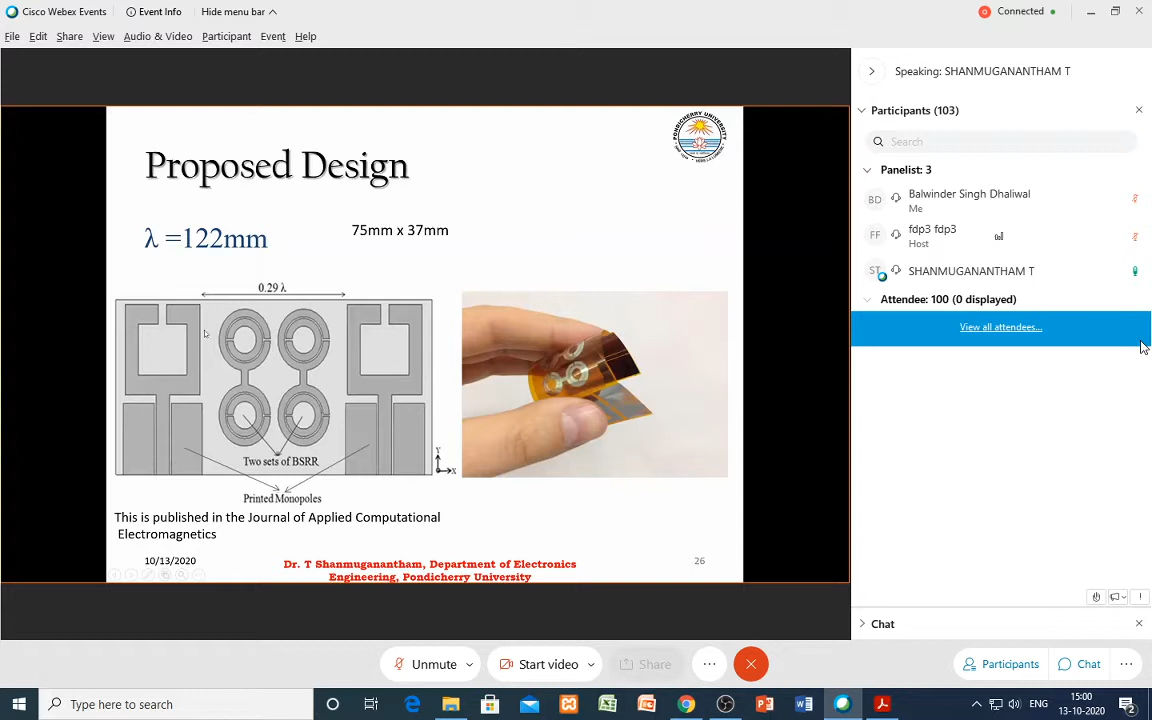 Cisco Webex Events
Event Info
Hide menu bar
Connected
File Edit Share View Audio & Video Participant Event Help
Speaking: SHANMUGANANTHAM T
Participants (103)
Search
Panelist: 3
BD
Balwinder Singh Dhaliwal
Me
FF
fdp3 fdp3
Host
ST
SHANMUGANANTHAM T
Attendee: 100 (0 displayed)
View all attendees...
PONDICHERRY UNIVERSITY
Proposed Design
λ =122mm
75mm x 37mm
0.29 λ
Two sets of BSRR
Y
X
Printed Monopoles
This is published in the Journal of Applied Computational
Electromagnetics
10/13/2020
Dr. T Shanmuganantham, Department of Electronics
Engineering, Pondicherry University
26
Chat
Unmute
Start video
Share
Participants
Chat
Type here to search
ENG
15:00
13-10-2020
2